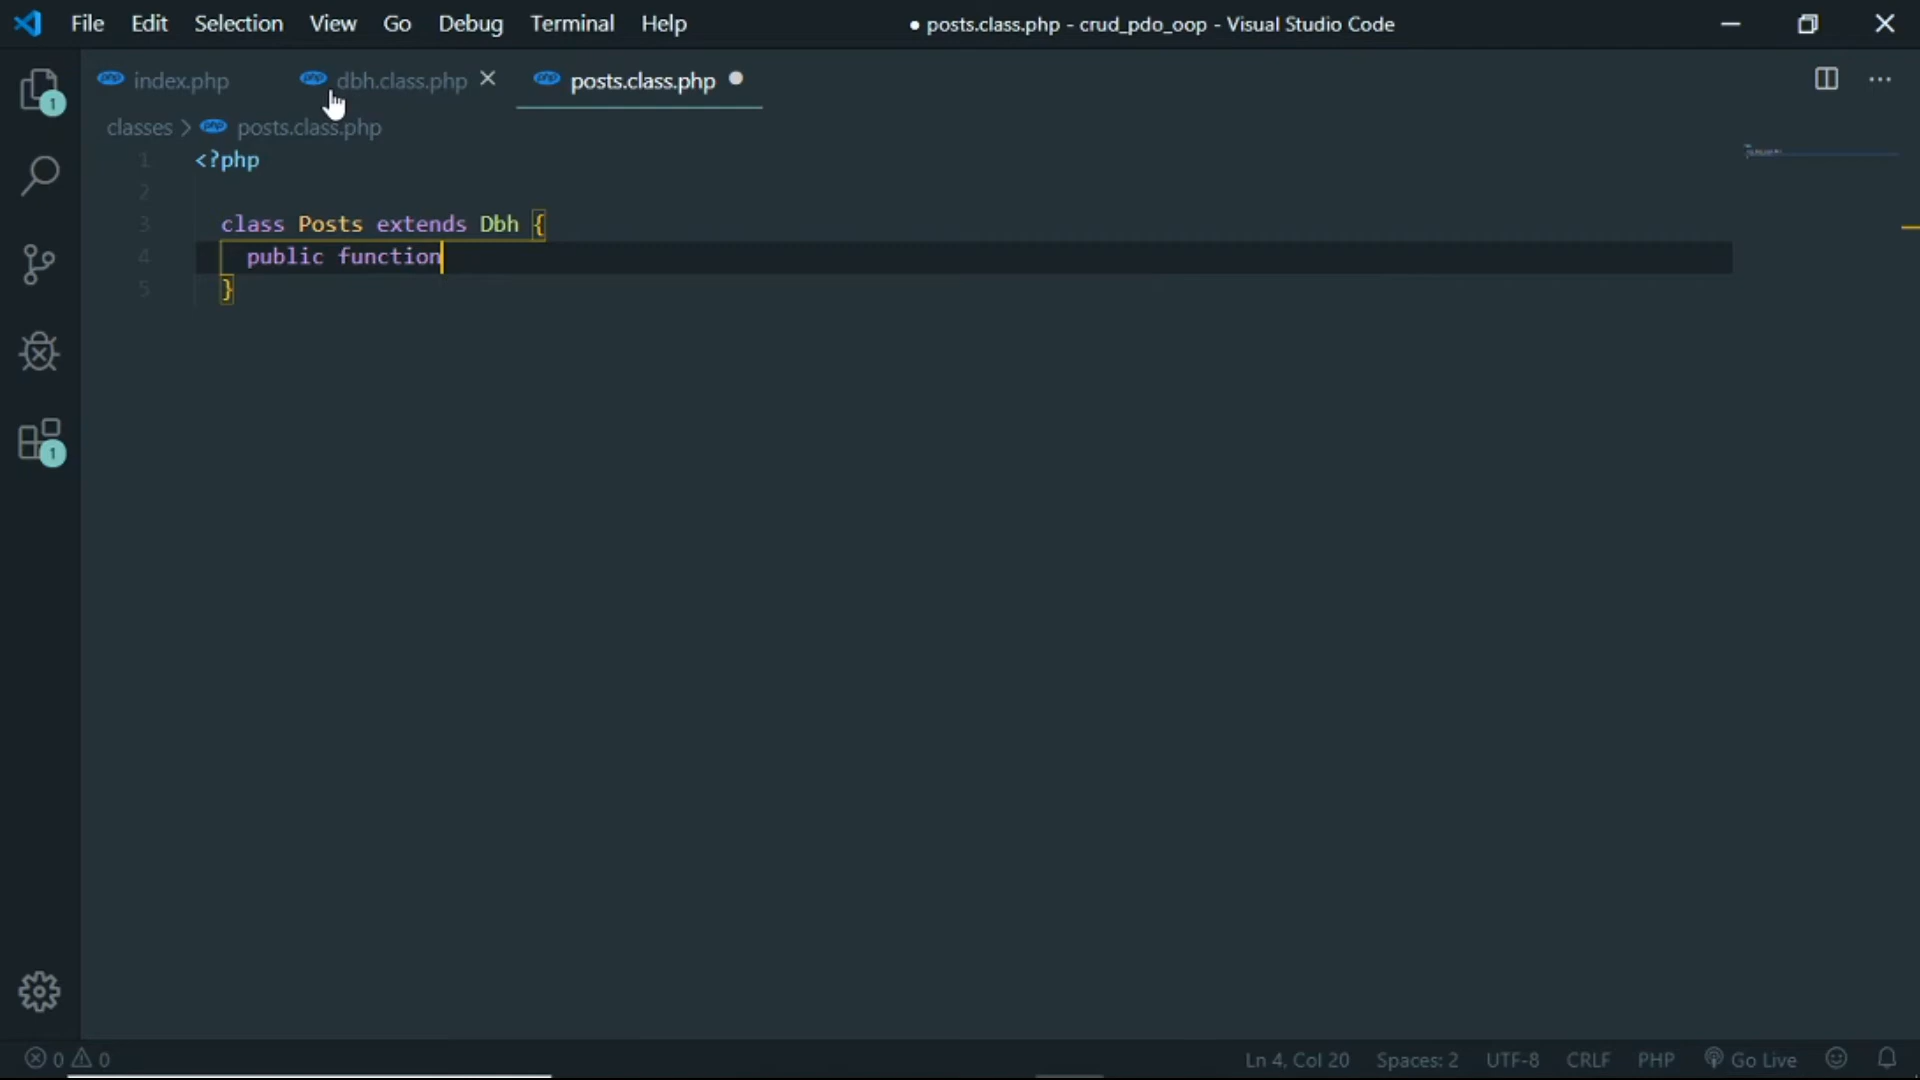 File Edit Selection View Go Debug Terminal Help ● posts.class.php - crud_pdo_oop - Visual Studio Code
index.php dbh.class.php posts.class.php
classes > posts.class.php
1 <?php
2
3 class Posts extends Dbh {
4 public function
5 }
1
1
0 0 Ln 4, Col 20 Spaces: 2 UTF-8 CRLF PHP Go Live